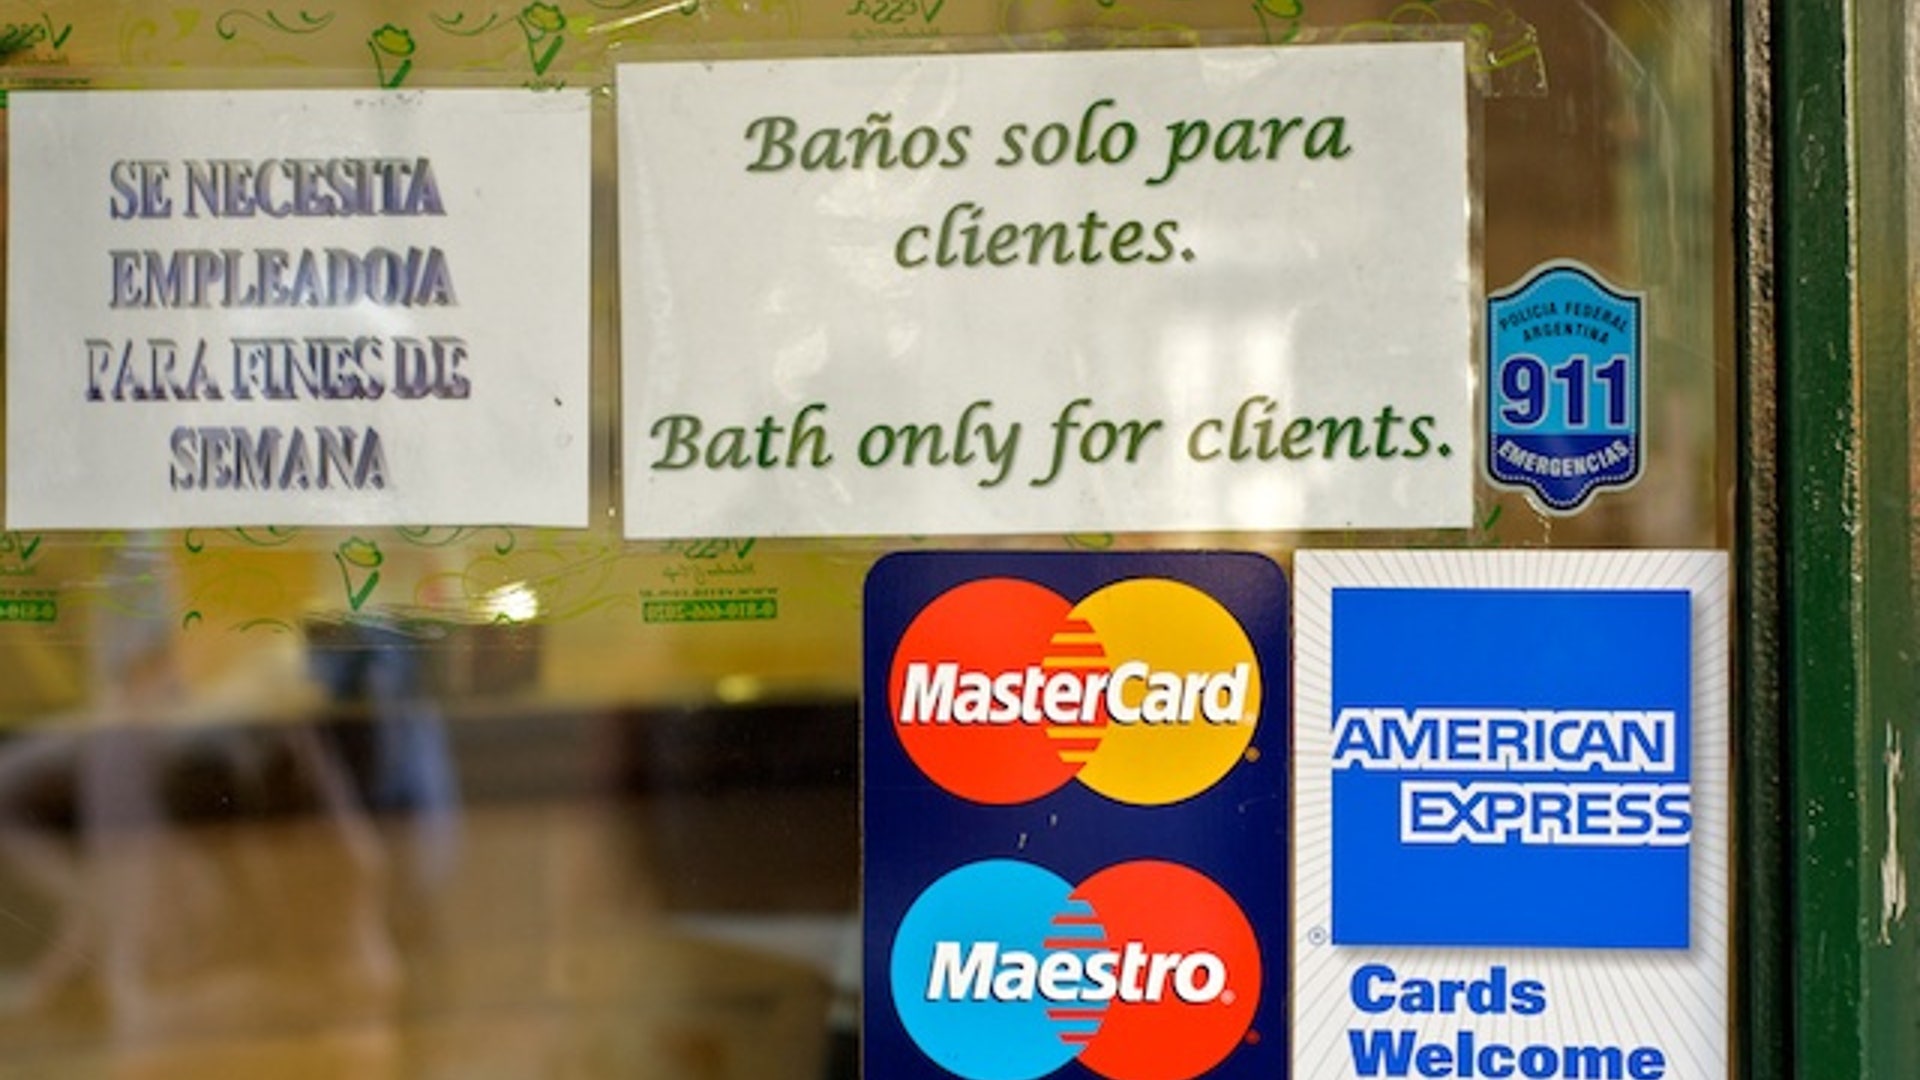 SE NECESITA
EMPLEADO/A
PARA FINES DE
SEMANA
Baños solo para
clientes.
Bath only for clients.
POLICIA FEDERAL
ARGENTINA
911
EMERGENCIAS
MasterCard
Maestro
AMERICAN
EXPRESS
®
Cards
Welcome